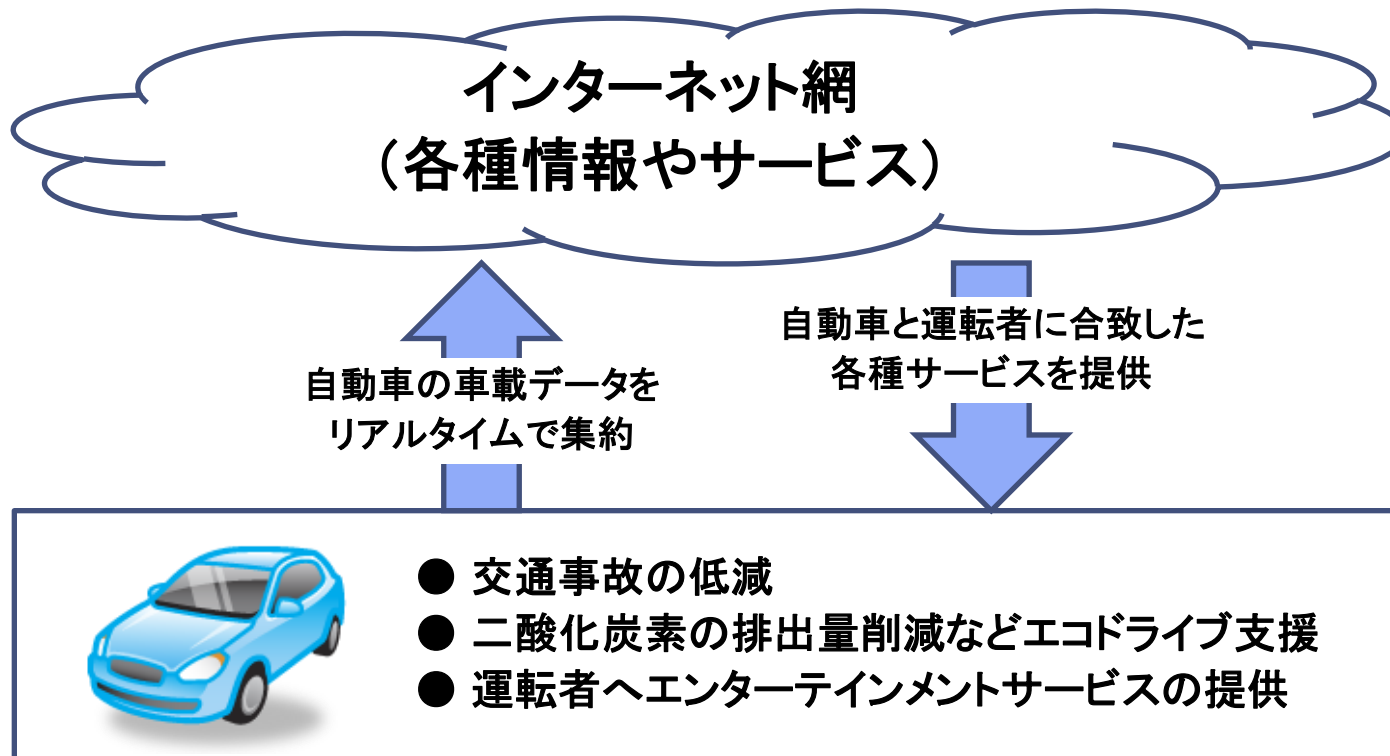 インターネット網
（各種情報やサービス）
自動車の車載データを
リアルタイムで集約
自動車と運転者に合致した
各種サービスを提供
● 交通事故の低減
● 二酸化炭素の排出量削減などエコドライブ支援
● 運転者へエンターテインメントサービスの提供